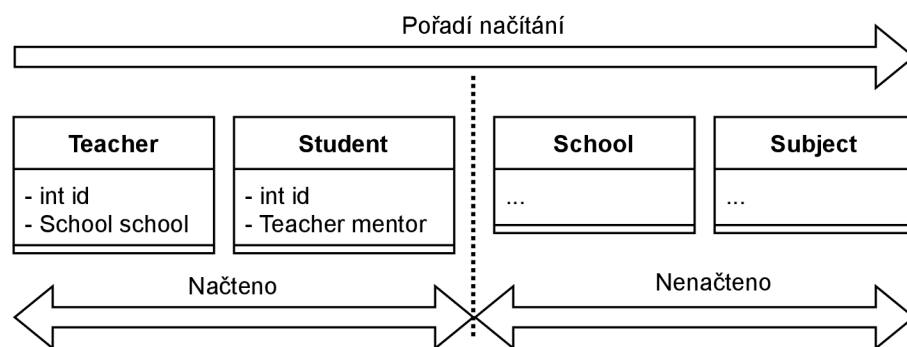 Pořadí načítání
Teacher
- int id
- School school
Student
- int id
- Teacher mentor
School
...
Subject
...
Načteno
Nenačteno